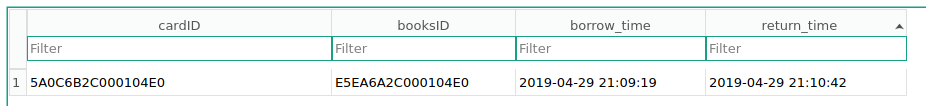 cardID booksID borrow_time return_time
Filter Filter Filter Filter
1 5A0C6B2C000104E0 E5EA6A2C000104E0 2019-04-29 21:09:19 2019-04-29 21:10:42